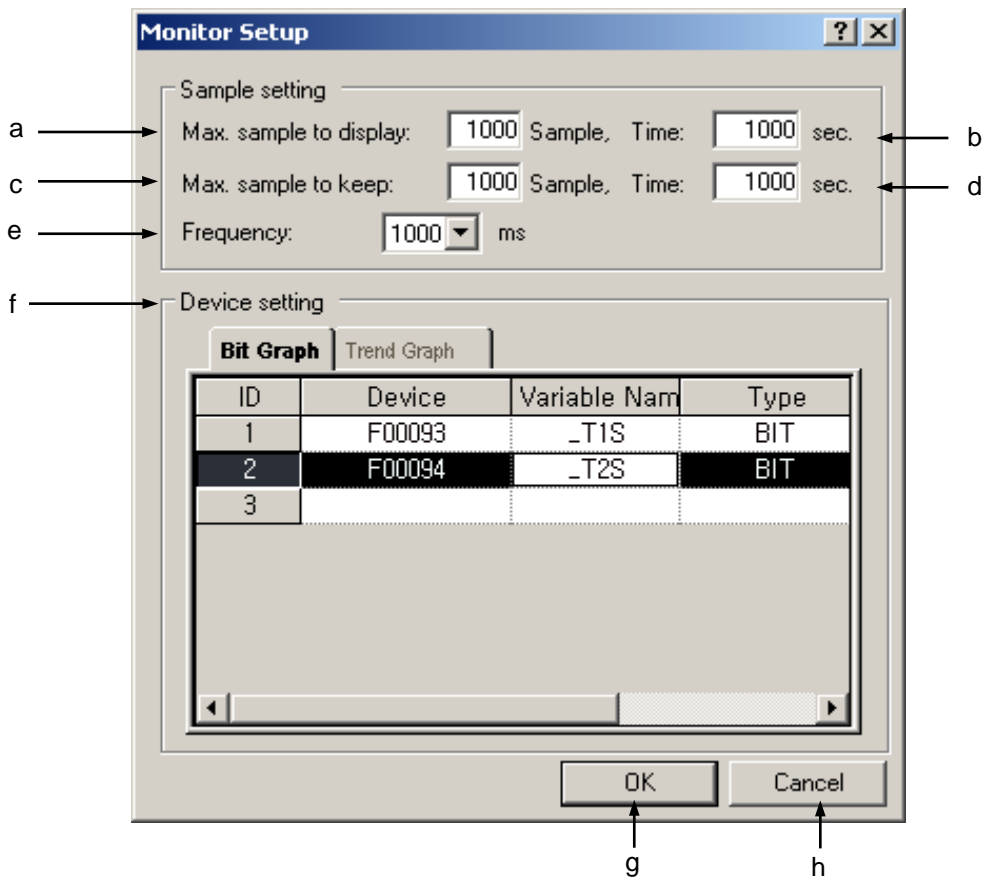 Monitor Setup ? ×
Sample setting
a Max. sample to display: 1000 Sample, Time: 1000 sec. b
c Max. sample to keep: 1000 Sample, Time: 1000 sec. d
e Frequency: 1000 ms
f Device setting
Bit Graph Trend Graph
ID Device Variable Nam Type
1 F00093 _T1S BIT
2 F00094 _T2S BIT
3
OK Cancel
g h